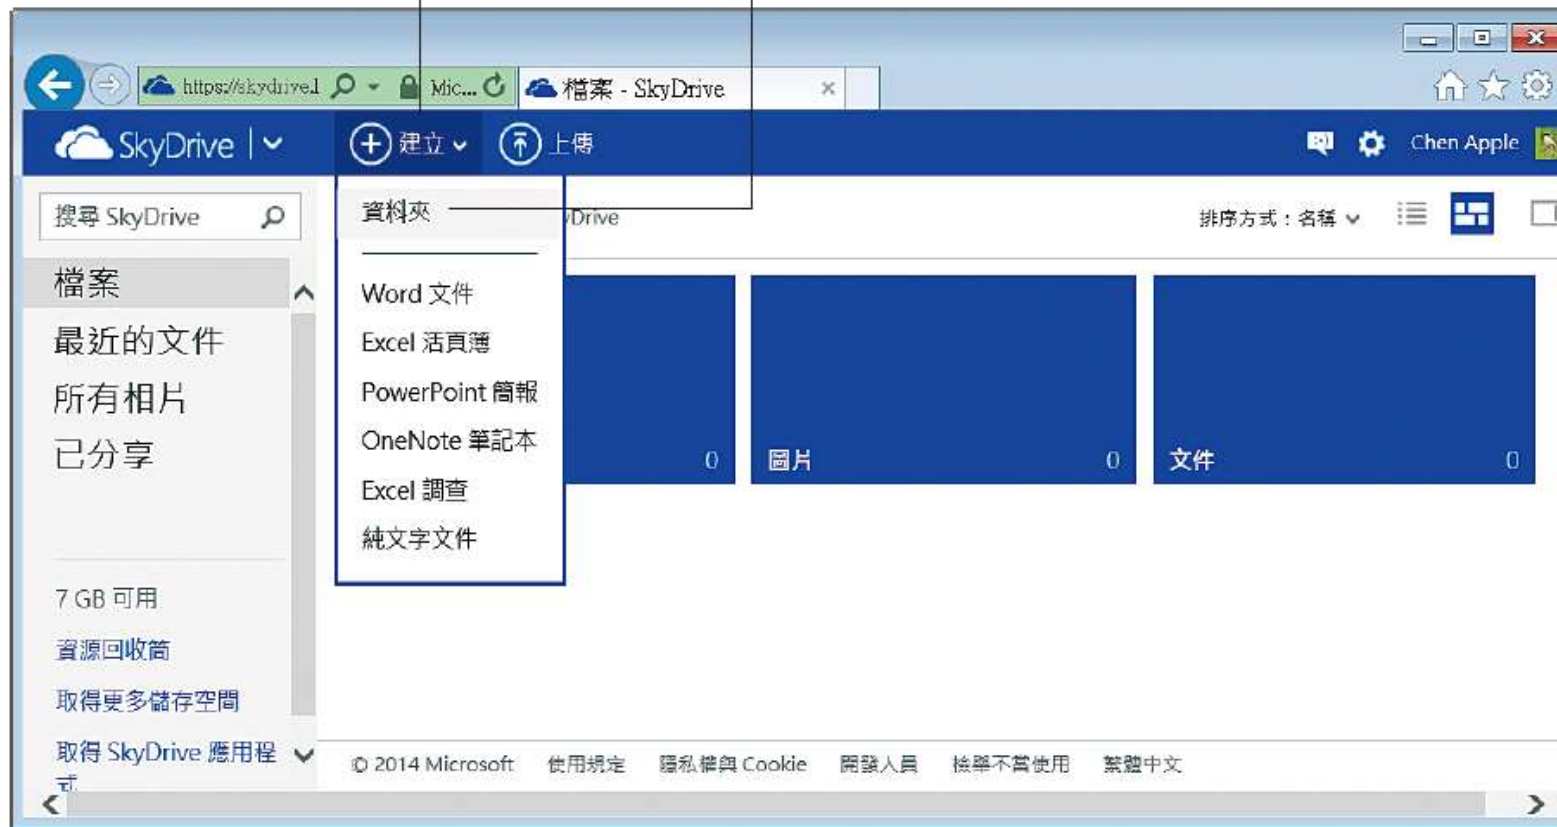 https://skydrive.l
Mic...
檔案 - SkyDrive
SkyDrive
建立
上傳
Chen Apple
搜尋 SkyDrive
資料夾
Drive
排序方式：名稱
檔案
最近的文件
所有相片
已分享
Word 文件
Excel 活頁簿
PowerPoint 簡報
OneNote 筆記本
Excel 調查
純文字文件
0
圖片
0
文件
0
7 GB 可用
資源回收筒
取得更多儲存空間
取得 SkyDrive 應用程
式
© 2014 Microsoft
使用規定
隱私權與 Cookie
開發人員
檢舉不當使用
繁體中文